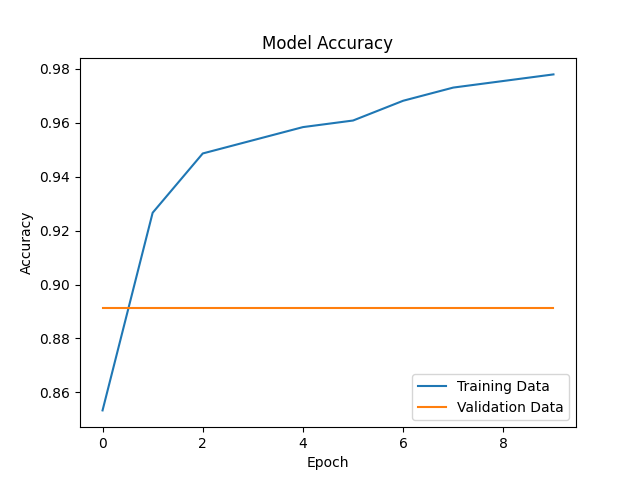 Model Accuracy
0.98
0.96
0.94
0.92
0.90
0.88
0.86
Accuracy
Training Data
Validation Data
0 2 4 6 8
Epoch